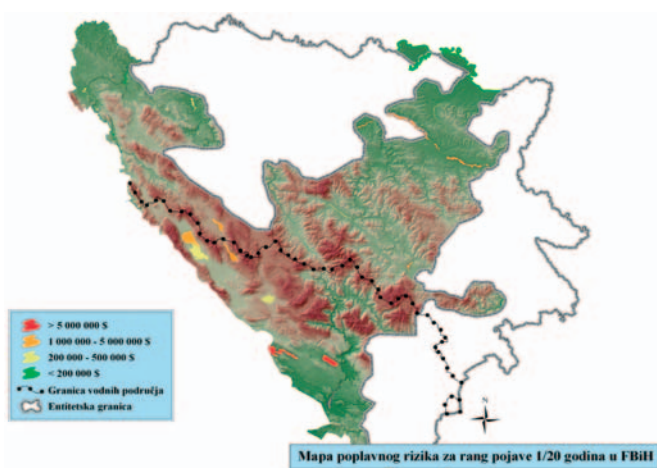 > 5 000 000 $
1 000 000 - 5 000 000 $
200 000 - 500 000 $
< 200 000 $
Granica vodnih područja
Entitetska granica
N
Mapa poplavnog rizika za rang pojave 1/20 godina u FBiH